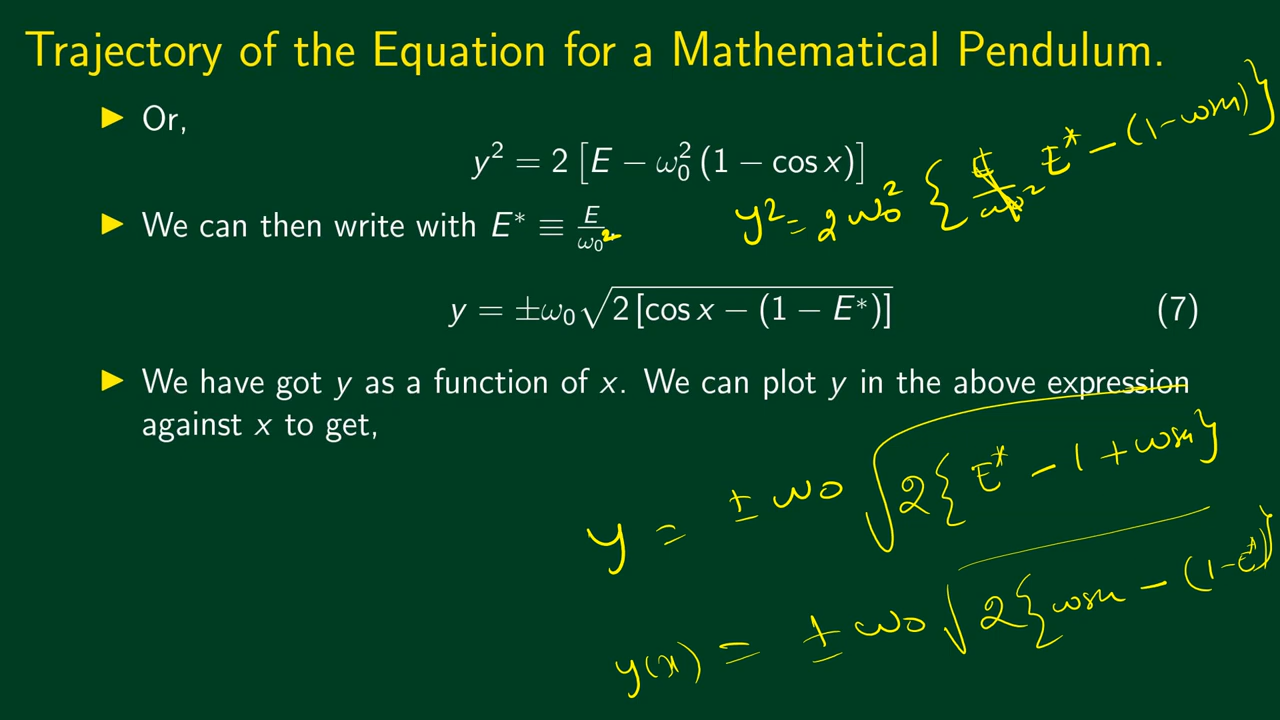 Trajectory of the Equation for a Mathematical Pendulum.
▶ Or,
y² = 2 [E − ω₀² (1 − cos x)]
y² = 2 ω₀² { E/ω₀² E* − (1 − cos x) }
▶ We can then write with E* ≡ E/ω₀²
y = ±ω₀ √(2 [cos x − (1 − E*)]) (7)
▶ We have got y as a function of x. We can plot y in the above expression
against x to get,
y = ± ω₀ √(2{ E* − 1 + cos x })
y(x) = ± ω₀ √(2{ cos x − (1 − E*) })